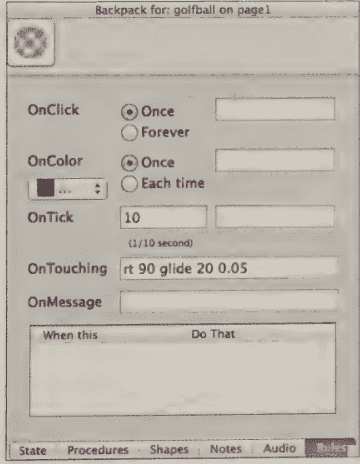 Backpack for: golfball on page1
OnClick
Once
Forever
OnColor
Once
...
Each time
OnTick
10
(1/10 second)
OnTouching
rt 90 glide 20 0.05
OnMessage
When this Do That
State Procedures Shapes Notes Audio Rules